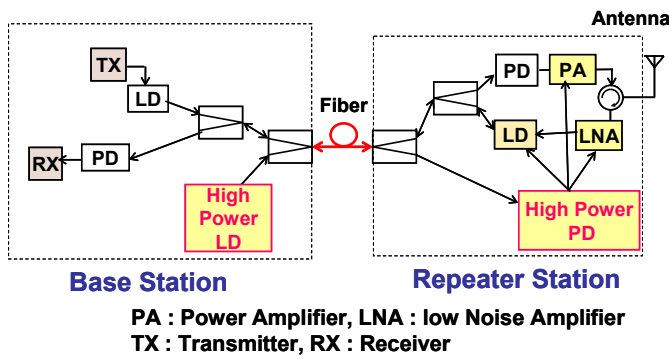 Antenna
TX
LD
RX
PD
High
Power
LD
Fiber
PD
PA
LD
LNA
High Power
PD
Base Station
Repeater Station
PA : Power Amplifier, LNA : low Noise Amplifier
TX : Transmitter, RX : Receiver